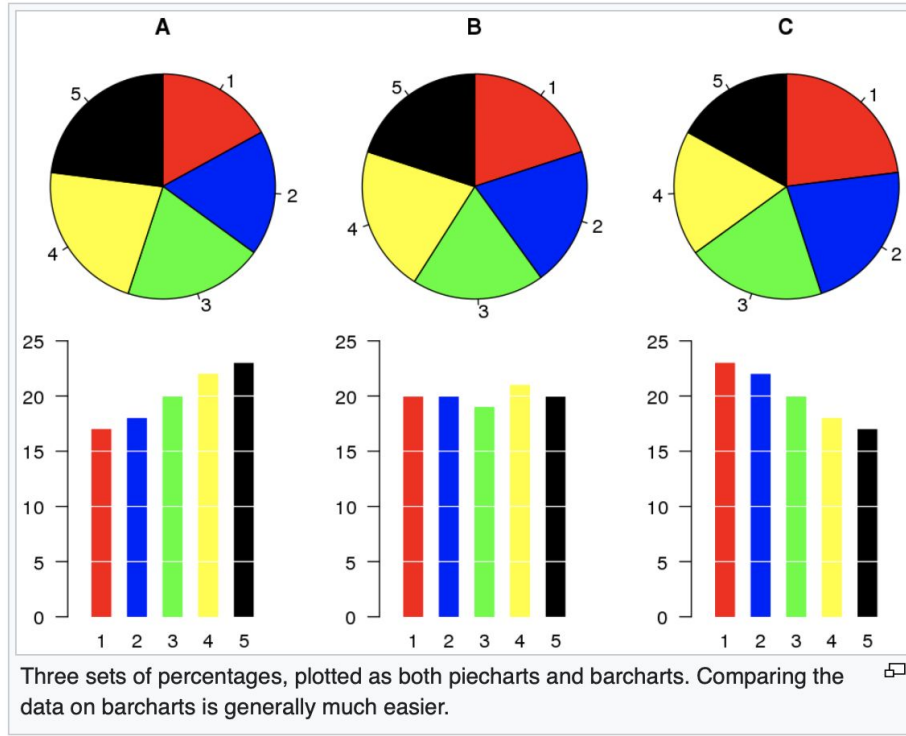 A B C
5 1 5 1 5 1
2 2 2
4 4 4
3 3 3
25 25 25
20 20 20
15 15 15
10 10 10
5 5 5
0 0 0
1 2 3 4 5 1 2 3 4 5 1 2 3 4 5
Three sets of percentages, plotted as both piecharts and barcharts. Comparing the
data on barcharts is generally much easier.